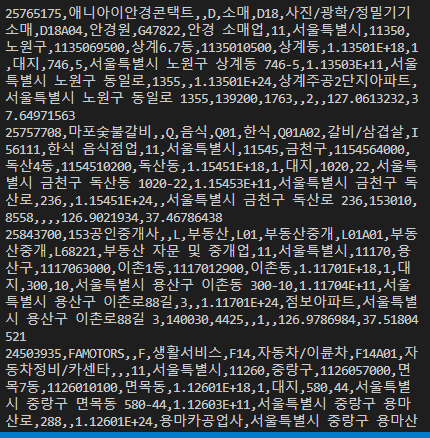 25765175,애니아이안경콘택트,,D,소매,D18,사진/광학/정밀기기
소매,D18A04,안경원,G47822,안경 소매업,11,서울특별시,11350,
노원구,1135069500,상계6.7동,1135010500,상계동,1.13501E+18,1
,대지,746,5,서울특별시 노원구 상계동 746-5,1.13503E+11,서울
특별시 노원구 동일로,1355,,1.13501E+24,상계주공2단지아파트,
서울특별시 노원구 동일로 1355,139200,1763,,2,,127.0613232,3
7.64971563
25757708,마포숯불갈비,,Q,음식,Q01,한식,Q01A02,갈비/삼겹살,I
56111,한식 음식점업,11,서울특별시,11545,금천구,1154564000,
독산4동,1154510200,독산동,1.15451E+18,1,대지,1020,22,서울특
별시 금천구 독산동 1020-22,1.15453E+11,서울특별시 금천구 독
산로,236,,1.15451E+24,,서울특별시 금천구 독산로 236,153010,
8558,,,,126.9021934,37.46786438
25843700,153공인중개사,,L,부동산,L01,부동산중개,L01A01,부동
산중개,L68221,부동산 자문 및 중개업,11,서울특별시,11170,용
산구,1117063000,이촌1동,1117012900,이촌동,1.11701E+18,1,대
지,300,10,서울특별시 용산구 이촌동 300-10,1.11704E+11,서울
특별시 용산구 이촌로88길,3,,1.11701E+24,점보아파트,서울특별
시 용산구 이촌로88길 3,140030,4425,,1,,126.9786984,37.51804
521
24503935,FAMOTORS,,F,생활서비스,F14,자동차/이륜차,F14A01,자
동차정비/카센타,,,11,서울특별시,11260,중랑구,1126057000,면
목7동,1126010100,면목동,1.12601E+18,1,대지,580,44,서울특별
시 중랑구 면목동 580-44,1.12603E+11,서울특별시 중랑구 용마
산로,288,,1.12601E+24,용마카공업사,서울특별시 중랑구 용마산